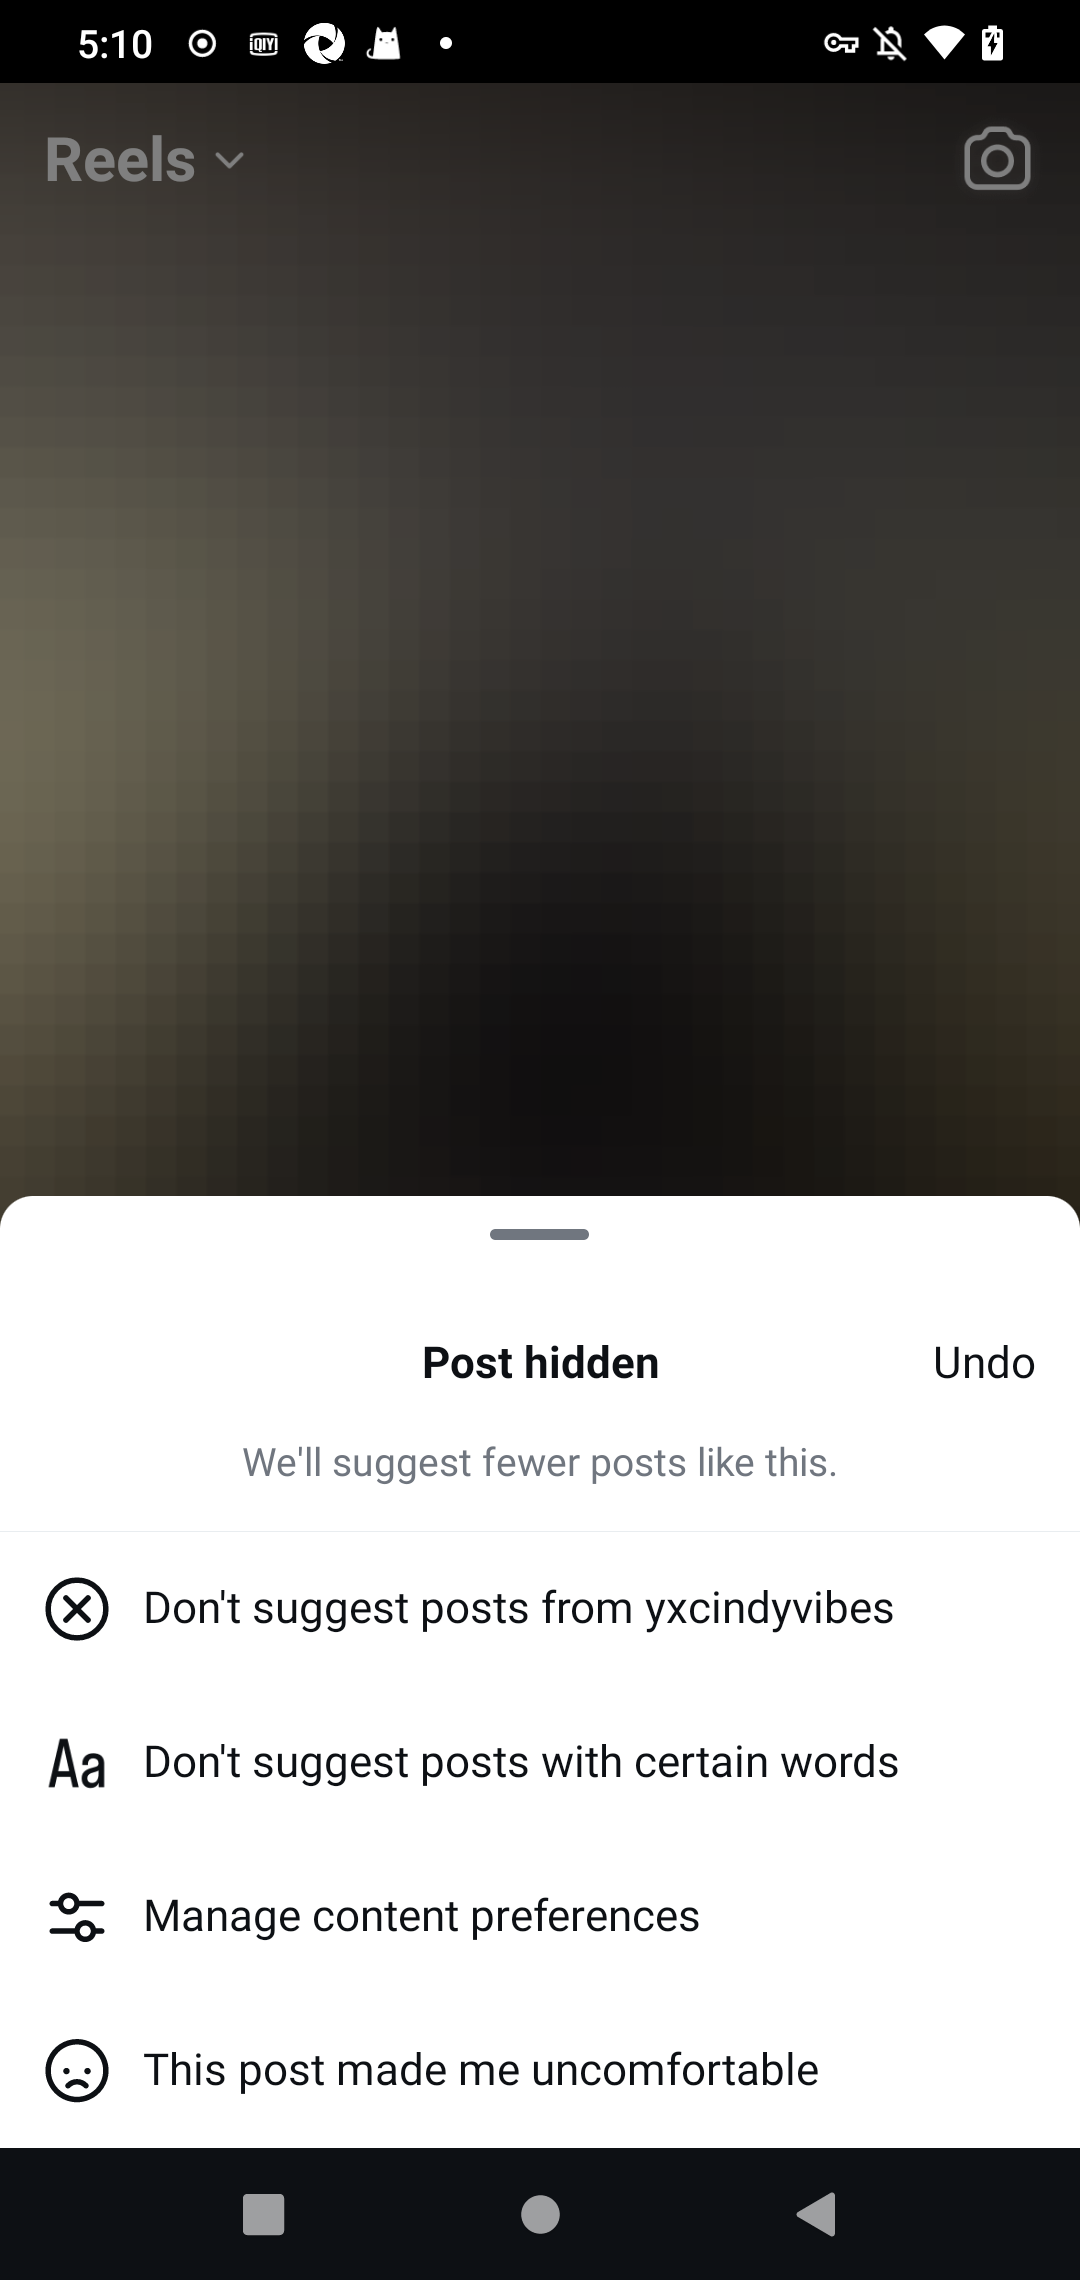 5:10
iQIYI
Reels
Post hidden
Undo
We'll suggest fewer posts like this.
Don't suggest posts from yxcindyvibes
Aa
Don't suggest posts with certain words
Manage content preferences
This post made me uncomfortable